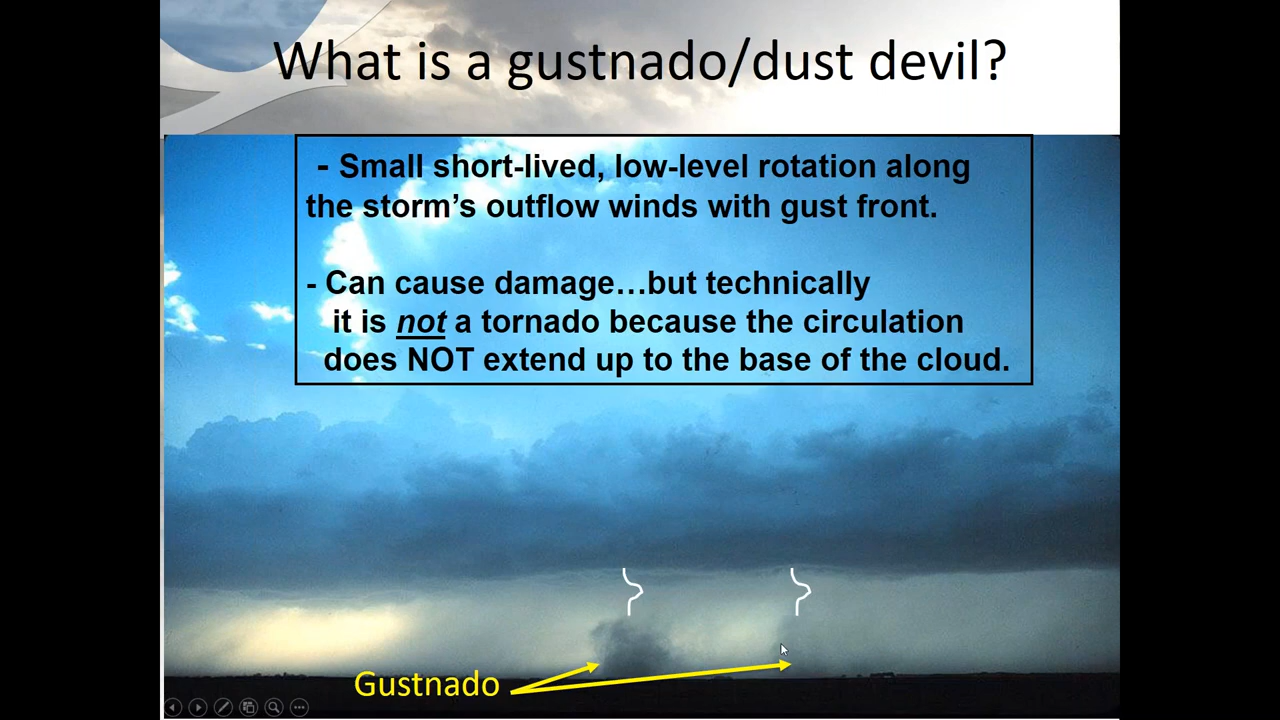 What is a gustnado/dust devil?
- Small short-lived, low-level rotation along
the storm’s outflow winds with gust front.
- Can cause damage…but technically
it is not a tornado because the circulation
does NOT extend up to the base of the cloud.
Gustnado